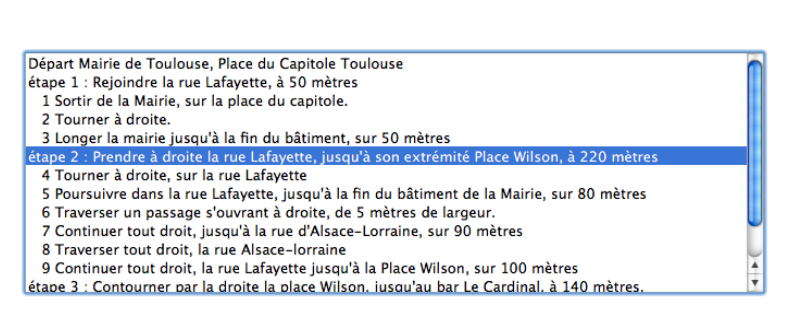 Départ Mairie de Toulouse, Place du Capitole Toulouse
étape 1 : Rejoindre la rue Lafayette, à 50 mètres
1 Sortir de la Mairie, sur la place du capitole.
2 Tourner à droite.
3 Longer la mairie jusqu'à la fin du bâtiment, sur 50 mètres
étape 2 : Prendre à droite la rue Lafayette, jusqu'à son extrémité Place Wilson, à 220 mètres
4 Tourner à droite, sur la rue Lafayette
5 Poursuivre dans la rue Lafayette, jusqu'à la fin du bâtiment de la Mairie, sur 80 mètres
6 Traverser un passage s'ouvrant à droite, de 5 mètres de largeur.
7 Continuer tout droit, jusqu'à la rue d'Alsace-Lorraine, sur 90 mètres
8 Traverser tout droit, la rue Alsace-lorraine
9 Continuer tout droit, la rue Lafayette jusqu'à la Place Wilson, sur 100 mètres
étape 3 : Contourner par la droite la place Wilson, jusqu'au bar Le Cardinal, à 140 mètres.